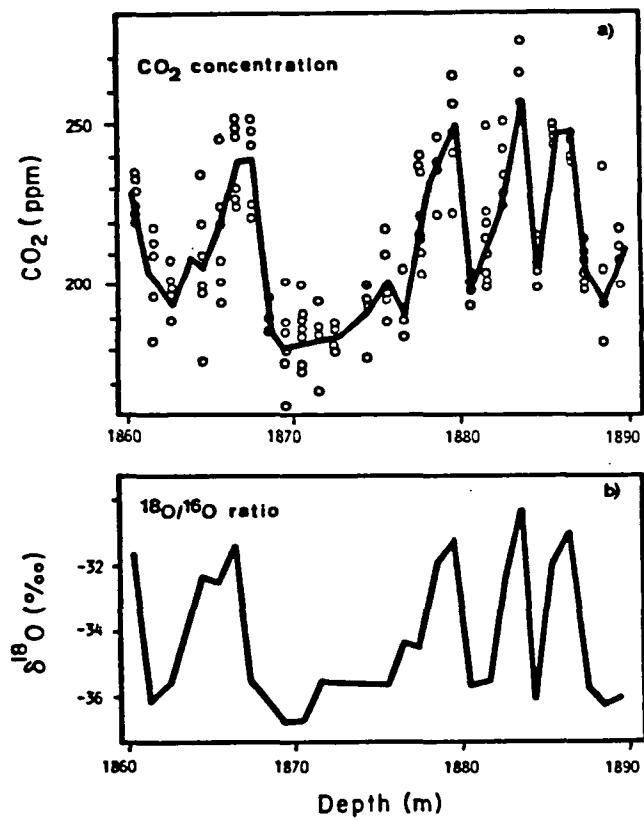 a)
CO₂ concentration
250
200
CO₂ (ppm)
1860 1870 1880 1890
b)
¹⁸O/¹⁶O ratio
-32
-34
-36
δ¹⁸O (‰)
1860 1870 1880 1890
Depth (m)